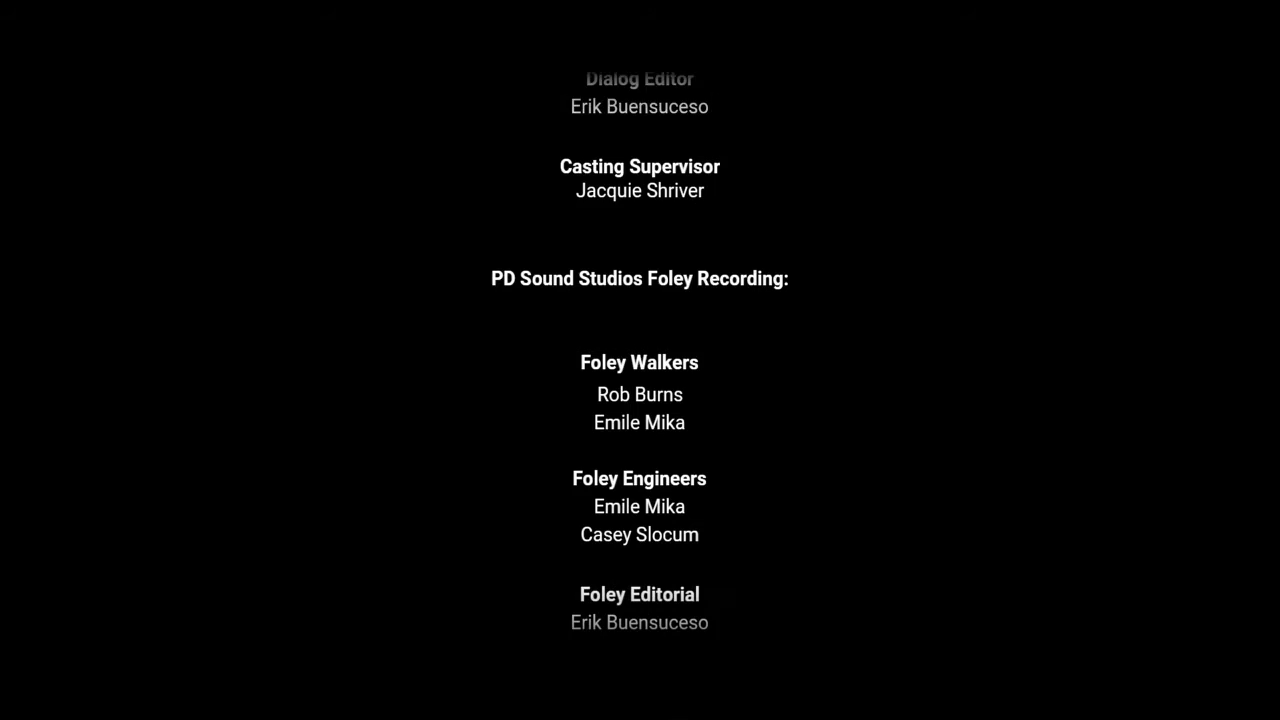 Dialog Editor
Erik Buensuceso
Casting Supervisor
Jacquie Shriver
PD Sound Studios Foley Recording:
Foley Walkers
Rob Burns
Emile Mika
Foley Engineers
Emile Mika
Casey Slocum
Foley Editorial
Erik Buensuceso